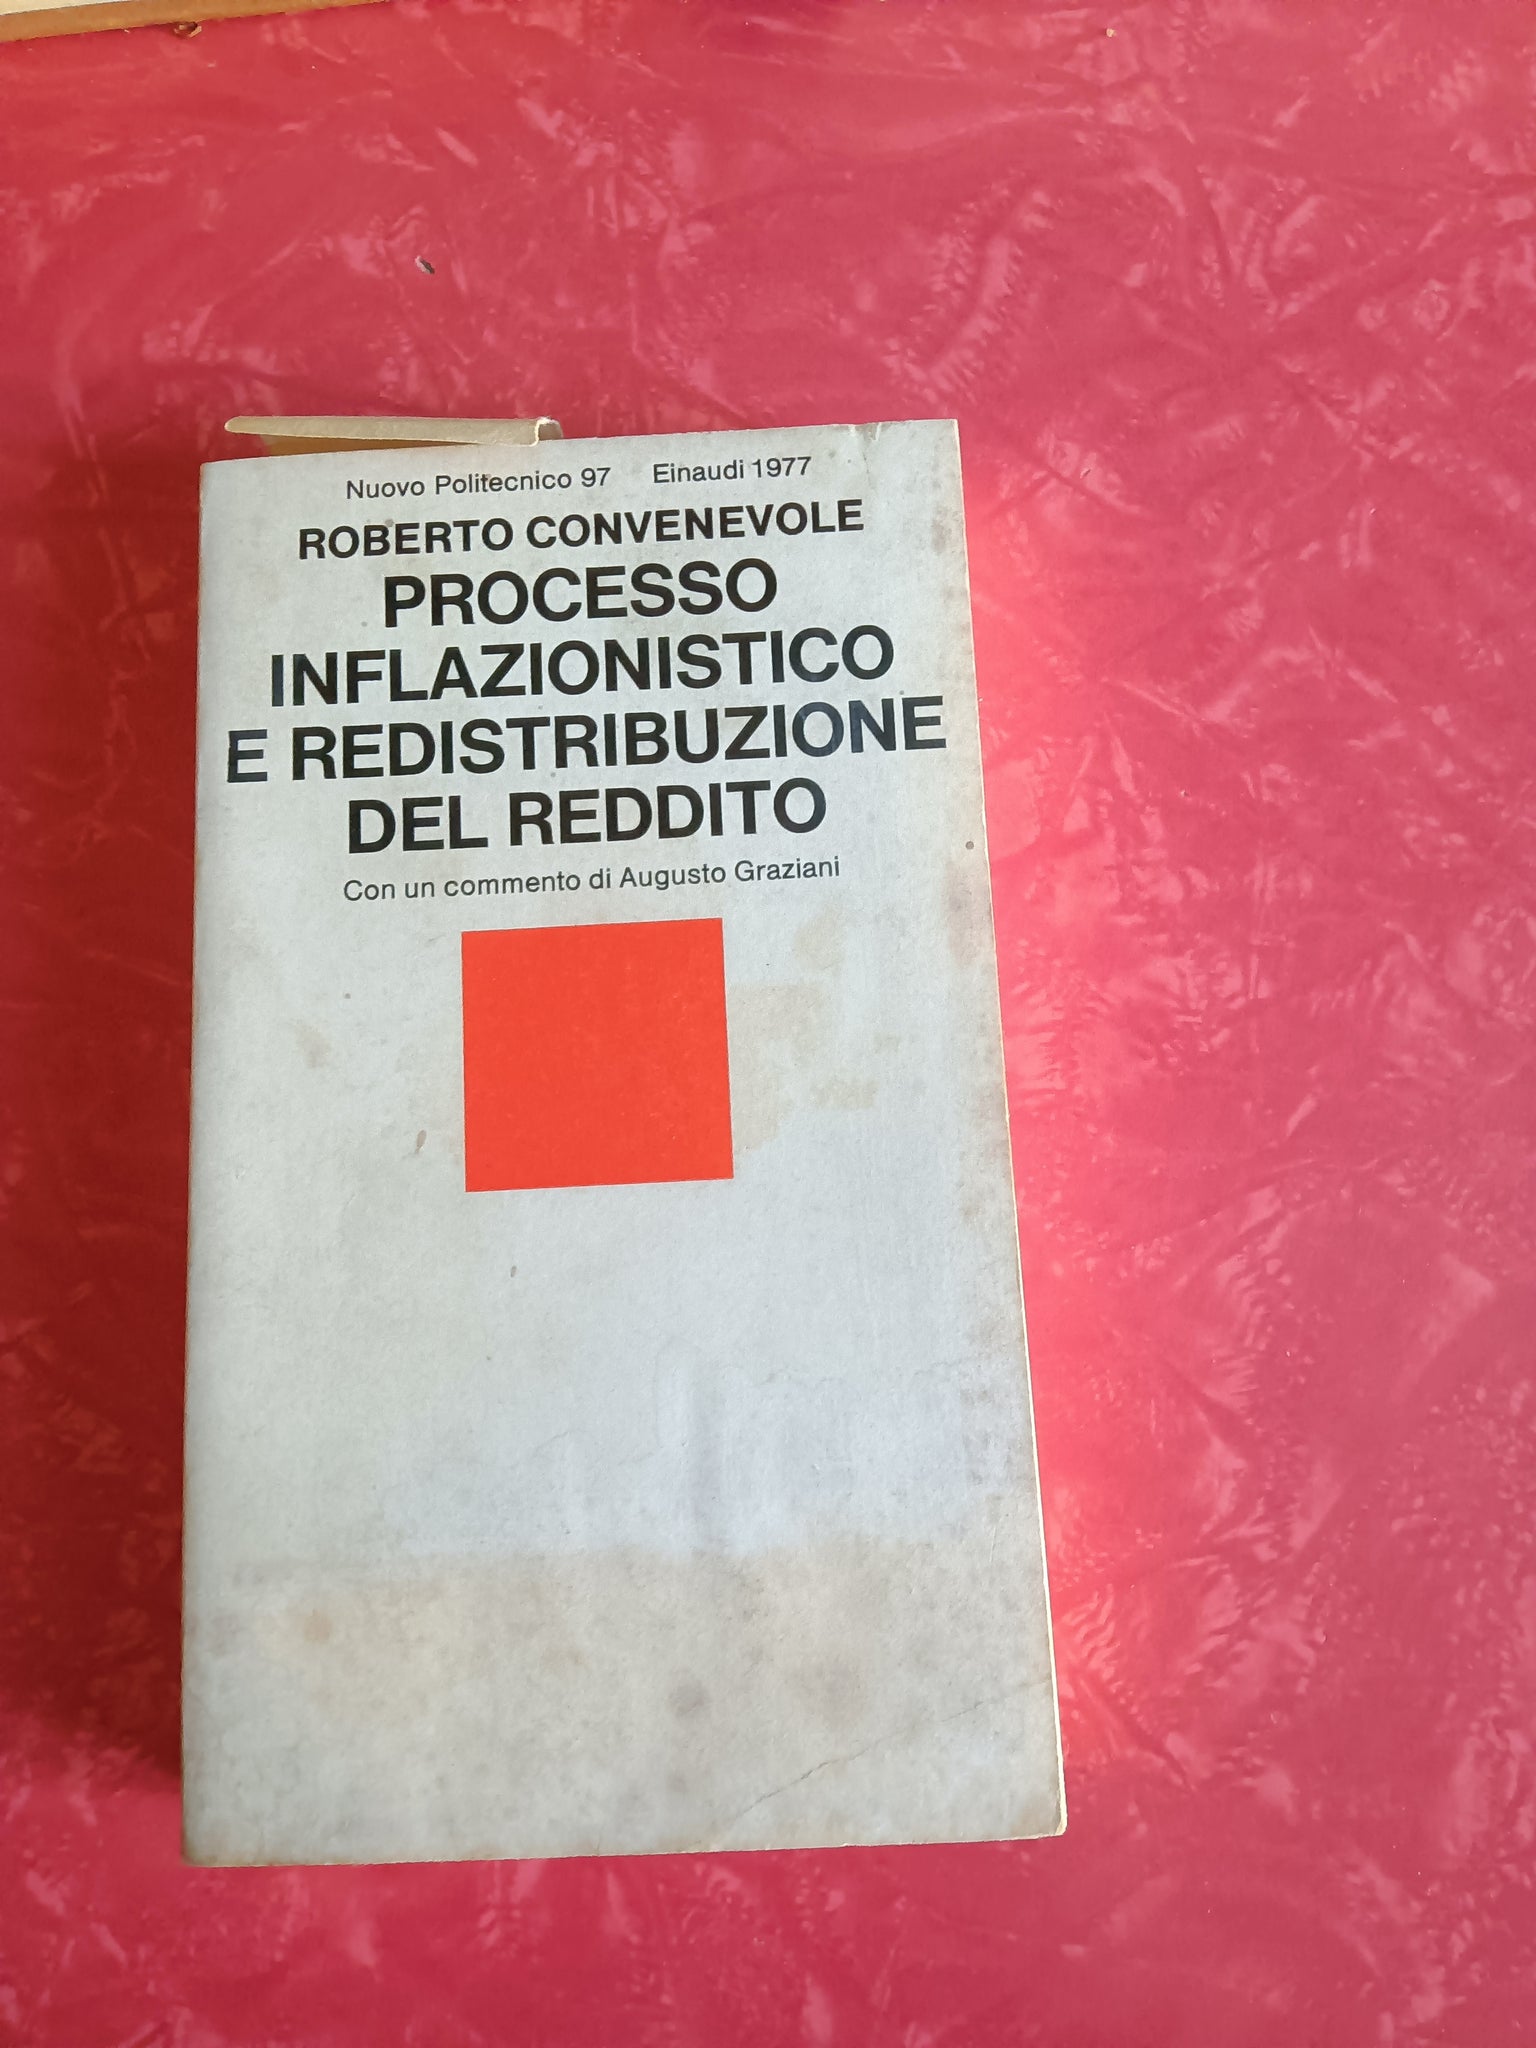 Nuovo Politecnico 97 Einaudi 1977
ROBERTO CONVENEVOLE
PROCESSO
INFLAZIONISTICO
E REDISTRIBUZIONE
DEL REDDITO
Con un commento di Augusto Graziani